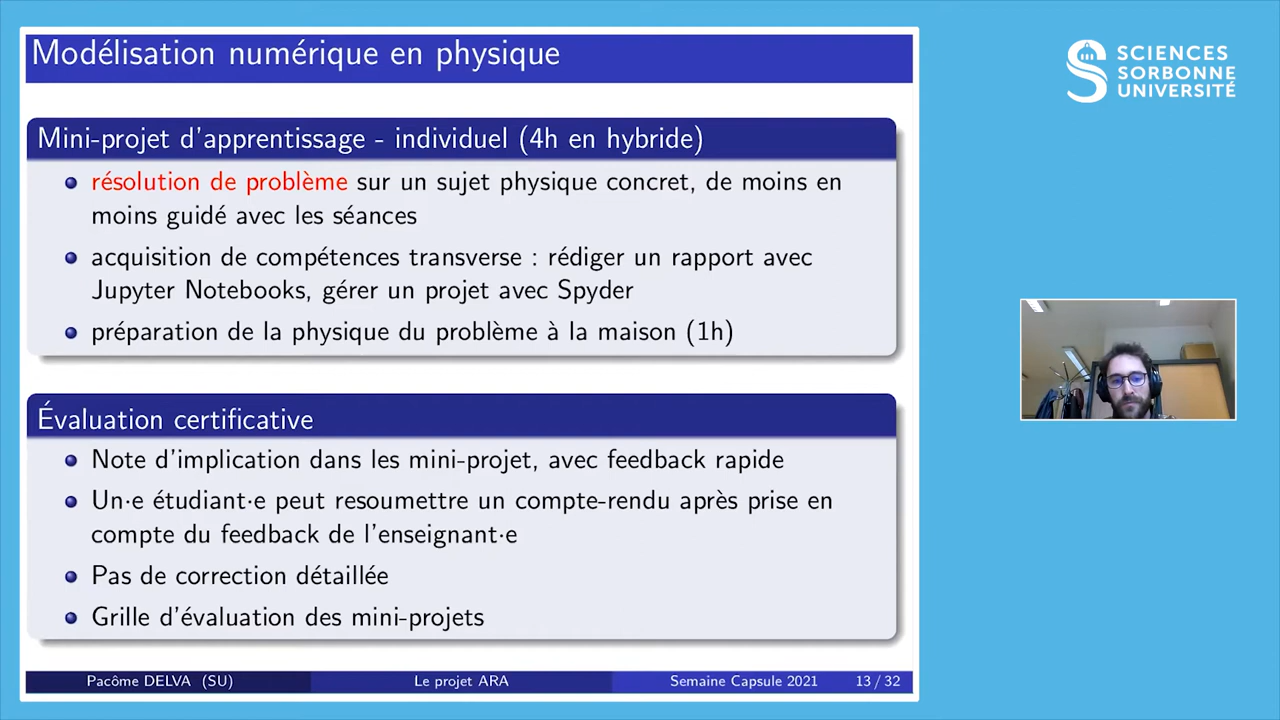 Modélisation numérique en physique
SCIENCES
SORBONNE
UNIVERSITÉ
Mini-projet d'apprentissage - individuel (4h en hybride)
résolution de problème sur un sujet physique concret, de moins en
moins guidé avec les séances
acquisition de compétences transverse : rédiger un rapport avec
Jupyter Notebooks, gérer un projet avec Spyder
préparation de la physique du problème à la maison (1h)
Évaluation certificative
Note d'implication dans les mini-projet, avec feedback rapide
Un·e étudiant·e peut resoumettre un compte-rendu après prise en
compte du feedback de l'enseignant·e
Pas de correction détaillée
Grille d'évaluation des mini-projets
Pacôme DELVA (SU) Le projet ARA Semaine Capsule 2021 13 / 32